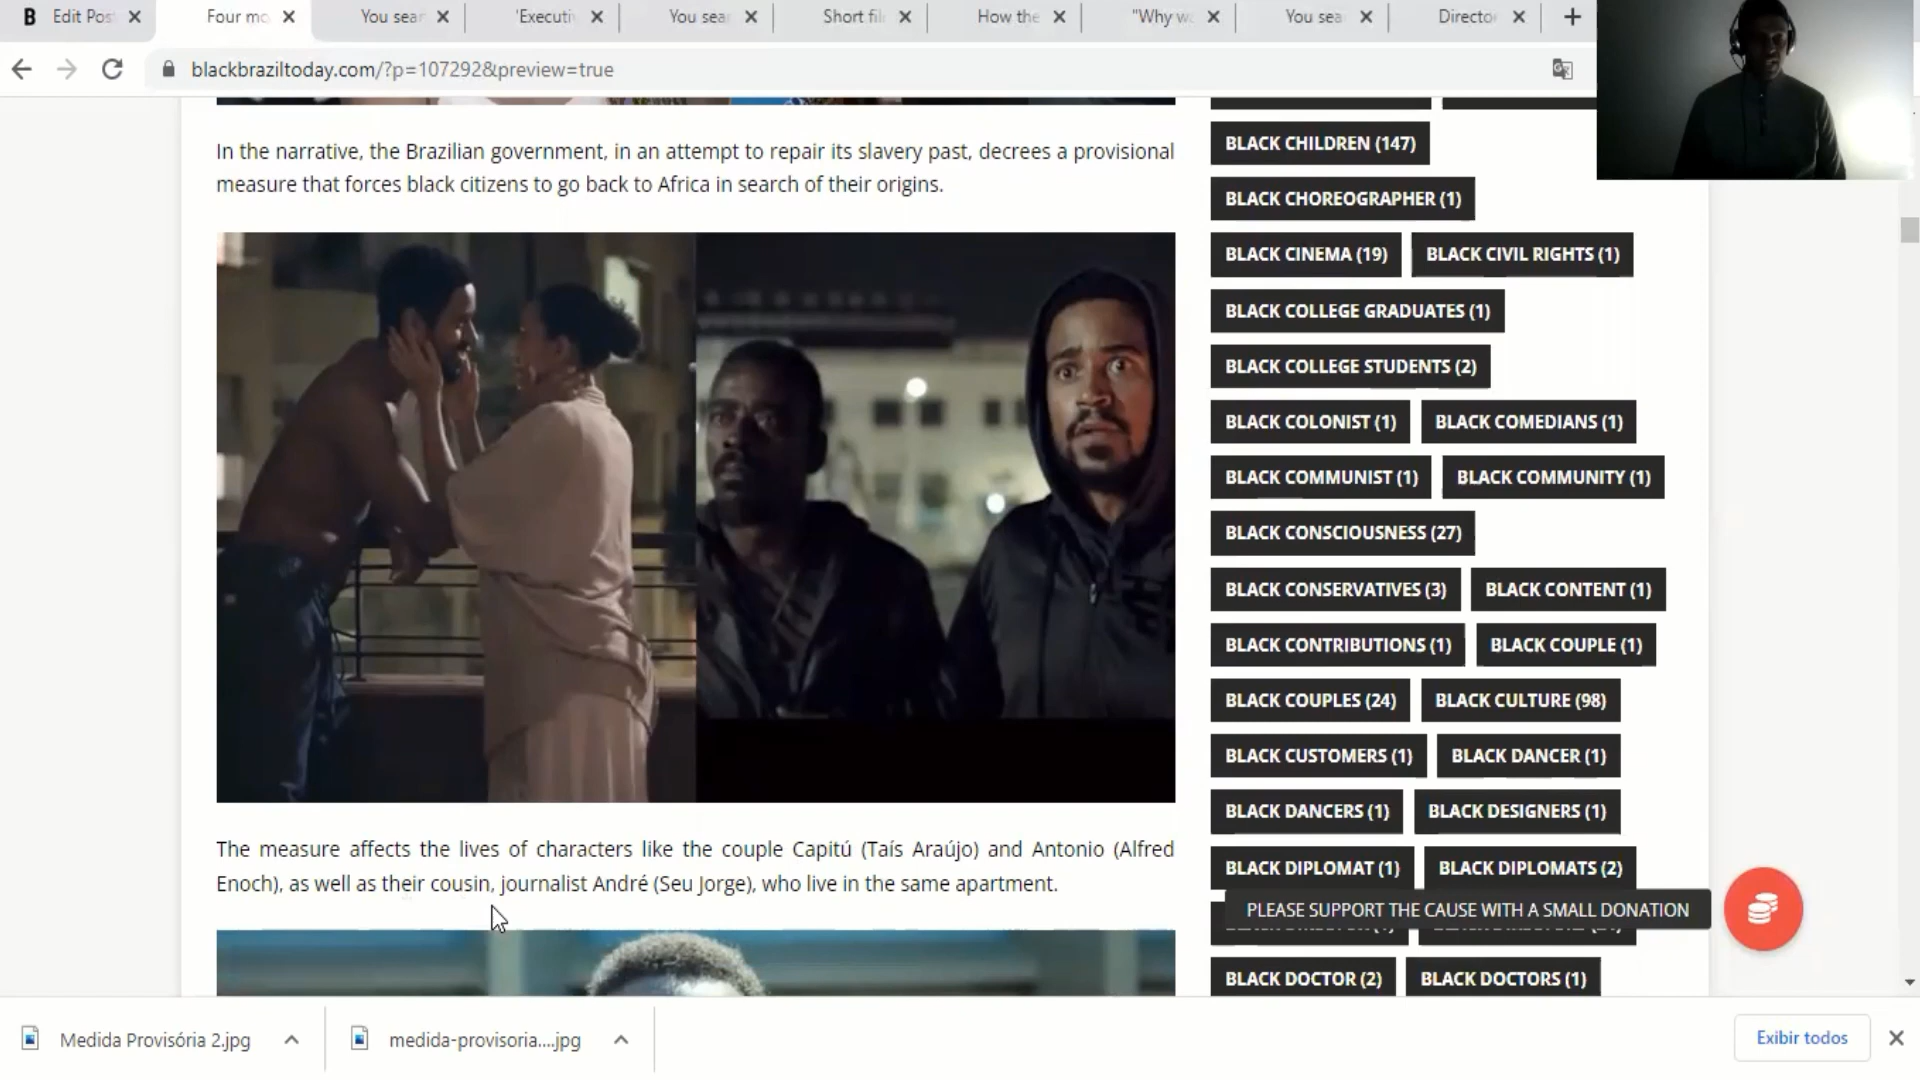 Edit Pos
Four mo
You sear
'Executi
You sea
Short fil
How the
"Why w
You sea
Director
blackbraziltoday.com/?p=107292&preview=true
In the narrative, the Brazilian government, in an attempt to repair its slavery past, decrees a provisional
measure that forces black citizens to go back to Africa in search of their origins.
The measure affects the lives of characters like the couple Capitú (Taís Araújo) and Antonio (Alfred
Enoch), as well as their cousin, journalist André (Seu Jorge), who live in the same apartment.
BLACK CHILDREN (147)
BLACK CHOREOGRAPHER (1)
BLACK CINEMA (19) BLACK CIVIL RIGHTS (1)
BLACK COLLEGE GRADUATES (1)
BLACK COLLEGE STUDENTS (2)
BLACK COLONIST (1) BLACK COMEDIANS (1)
BLACK COMMUNIST (1) BLACK COMMUNITY (1)
BLACK CONSCIOUSNESS (27)
BLACK CONSERVATIVES (3) BLACK CONTENT (1)
BLACK CONTRIBUTIONS (1) BLACK COUPLE (1)
BLACK COUPLES (24) BLACK CULTURE (98)
BLACK CUSTOMERS (1) BLACK DANCER (1)
BLACK DANCERS (1) BLACK DESIGNERS (1)
BLACK DIPLOMAT (1) BLACK DIPLOMATS (2)
PLEASE SUPPORT THE CAUSE WITH A SMALL DONATION
BLACK DOCTOR (2) BLACK DOCTORS (1)
Medida Provisória 2.jpg
medida-provisoria....jpg
Exibir todos